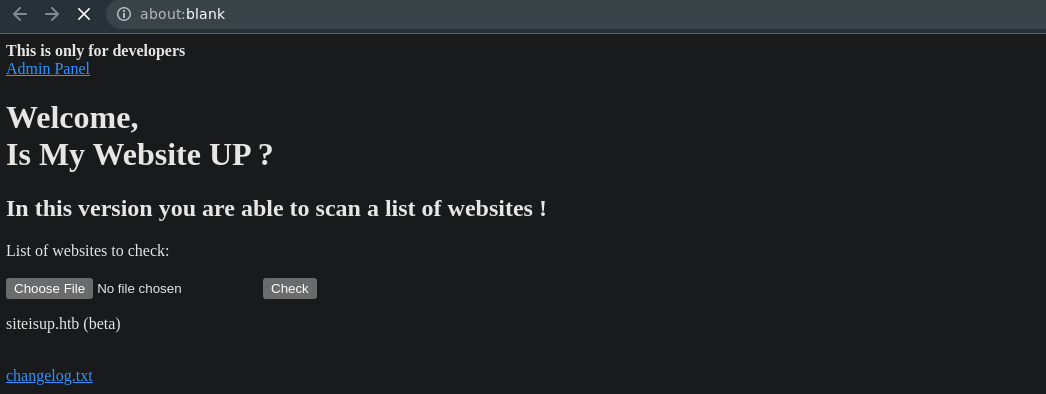 about:blank
This is only for developers
Admin Panel
Welcome,
Is My Website UP ?
In this version you are able to scan a list of websites !
List of websites to check:
Choose File No file chosen Check
siteisup.htb (beta)
changelog.txt